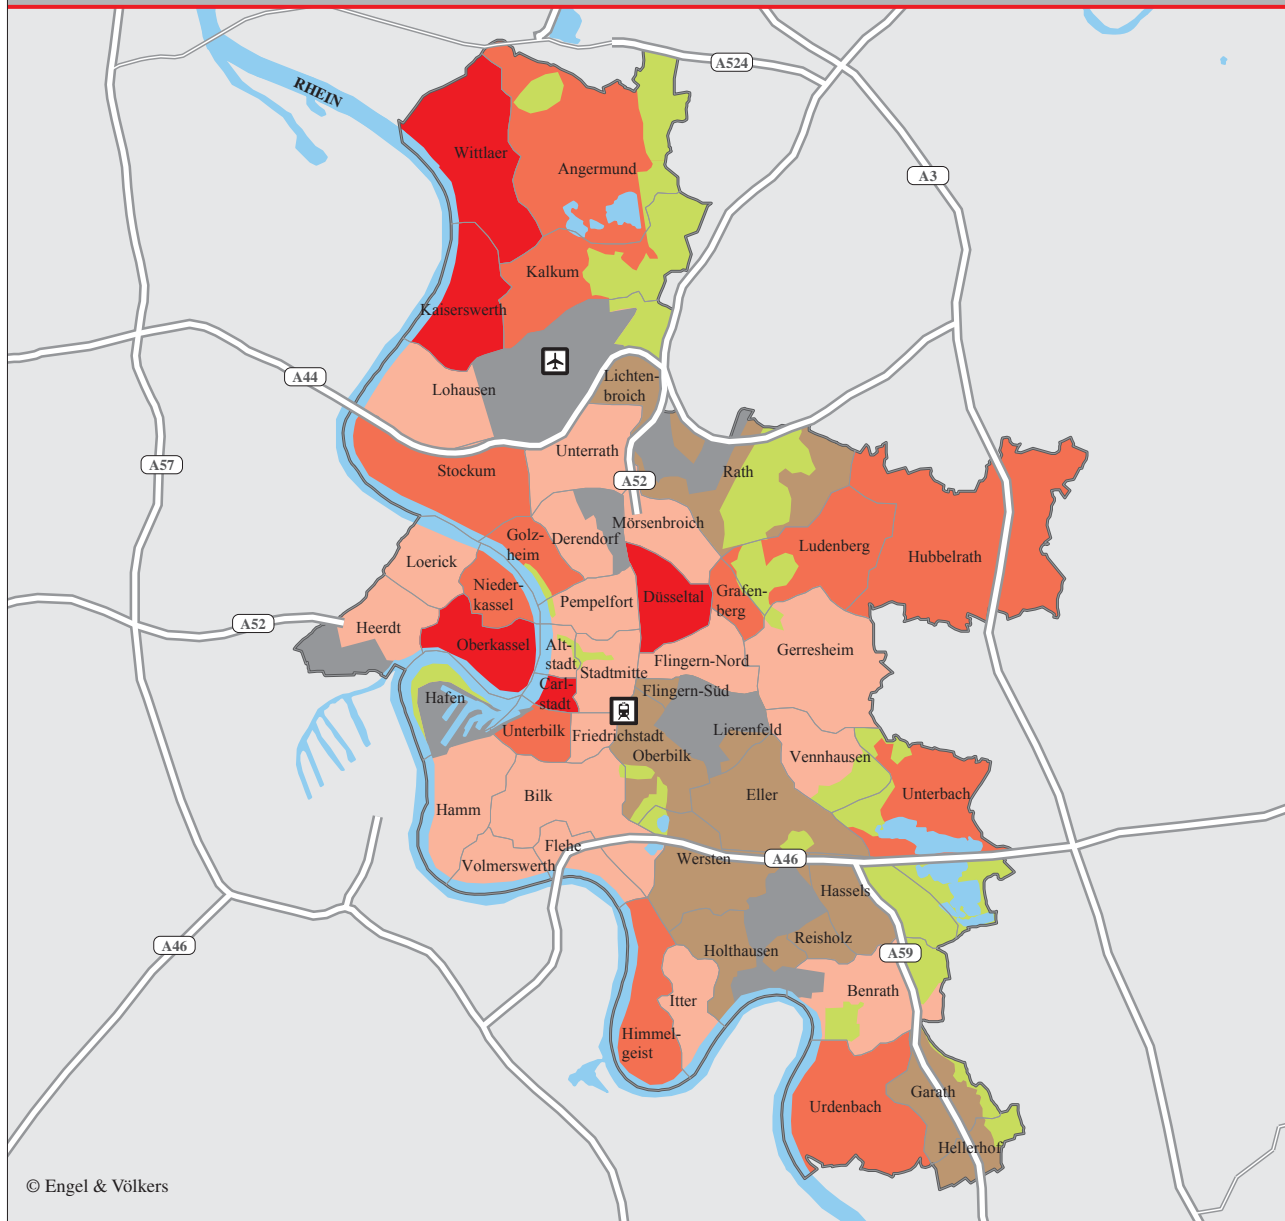 A524
RHEIN
Wittlaer
Angermund
A3
Kalkum
Kaiserswerth
A44
Lohausen
Lichten-
broich
Unterrath
A57
Stockum
A52
Rath
Mörsenbroich
Golz-
heim
Derendorf
Ludenberg
Hubbelrath
Loerick
Nieder-
kassel
Pempelfort
Düsseltal
Grafen-
berg
A52
Heerdt
Oberkassel
Alt-
stadt
Stadtmitte
Flingern-Nord
Gerresheim
Hafen
Carl-
stadt
Flingern-Süd
Unterbilk
Friedrichstadt
Lierenfeld
Oberbilk
Vennhausen
Hamm
Bilk
Eller
Unterbach
Flehe
Volmerswerth
Wersten
A46
Hassels
A46
Holthausen
Reisholz
A59
Itter
Benrath
Himmel-
geist
Urdenbach
Garath
Hellerhof
© Engel & Völkers